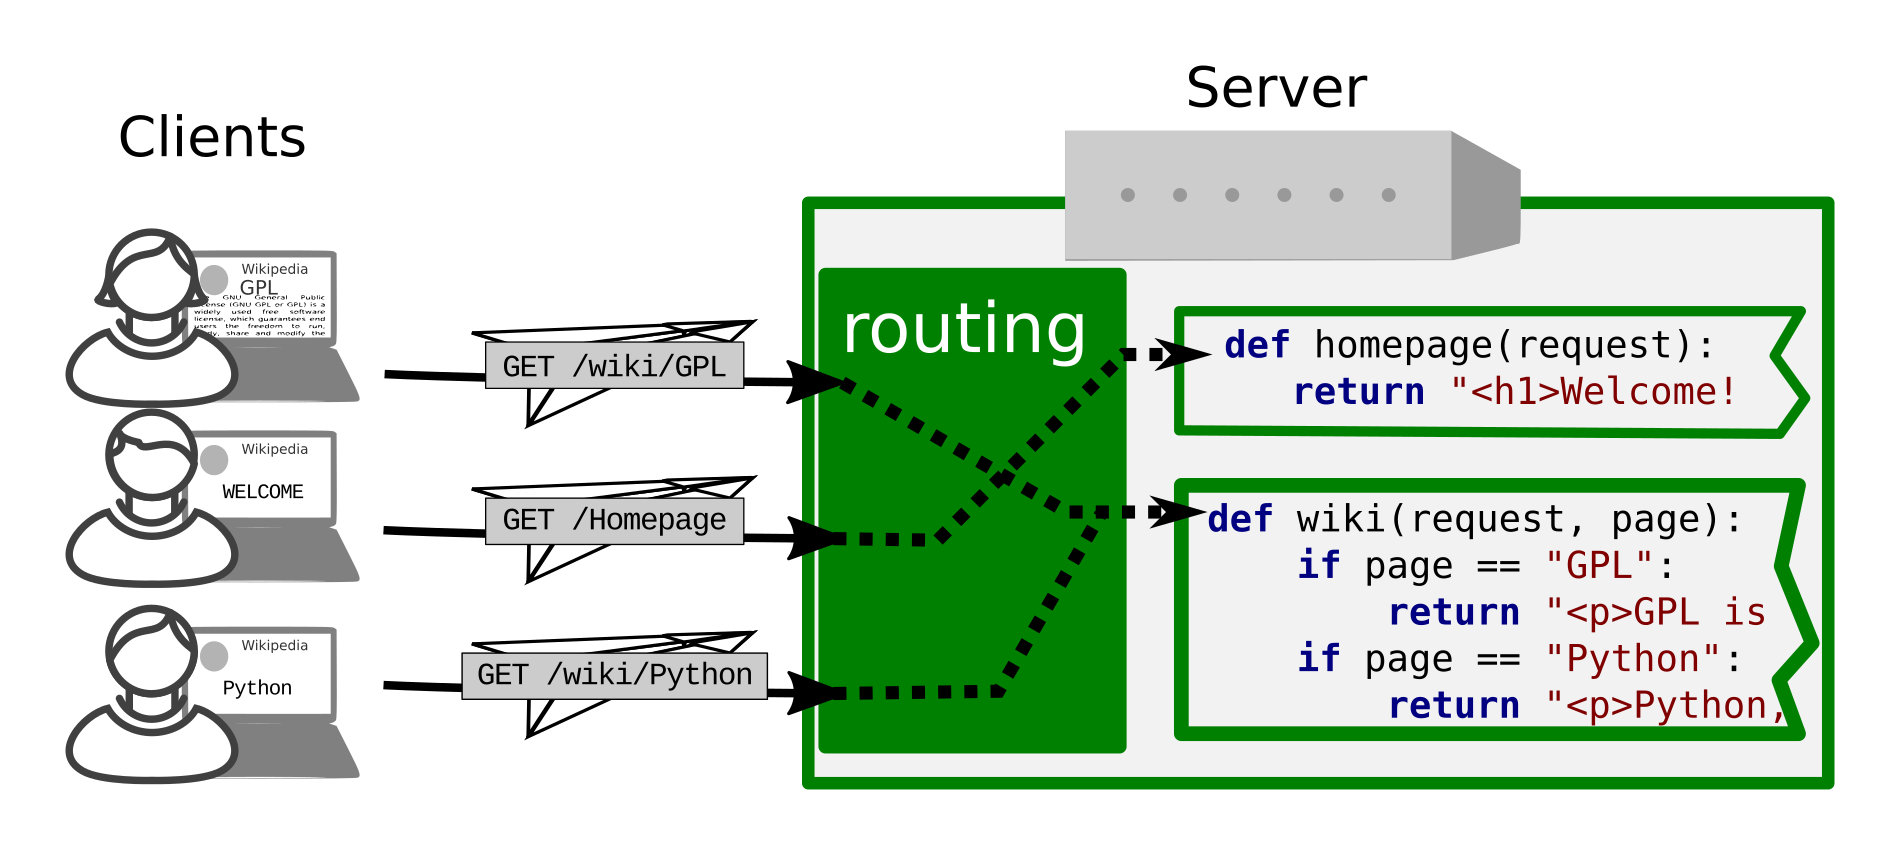 Server
Clients
Wikipedia
GPL
GNU General Public
License (GNU GPL or GPL) is a
widely used free software
license, which guarantees end
users the freedom to run,
share and modify the
GET /wiki/GPL
routing
def homepage(request):
return "<h1>Welcome!
Wikipedia
WELCOME
GET /Homepage
def wiki(request, page):
if page == "GPL":
return "<p>GPL is
if page == "Python":
return "<p>Python,
Wikipedia
Python
GET /wiki/Python